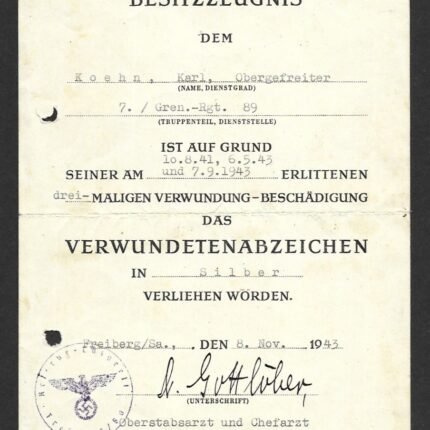 BESITZZEUGNIS
DEM
Koehn, Karl, Obergefreiter
(NAME, DIENSTGRAD)
7. / Gren.-Rgt. 89
(TRUPPENTEIL, DIENSTSTELLE)
IST AUF GRUND
10.8.41, 6.5.43
SEINER AM und 7.9.1943 ERLITTENEN
drei-MALIGEN VERWUNDUNG-BESCHÄDIGUNG
DAS
VERWUNDETENABZEICHEN
IN Silber
VERLIEHEN WORDEN.
Freiberg/Sa., , DEN 8. Nov. 1943
Gottlöber,
(UNTERSCHRIFT)
Oberstabsarzt und Chefarzt